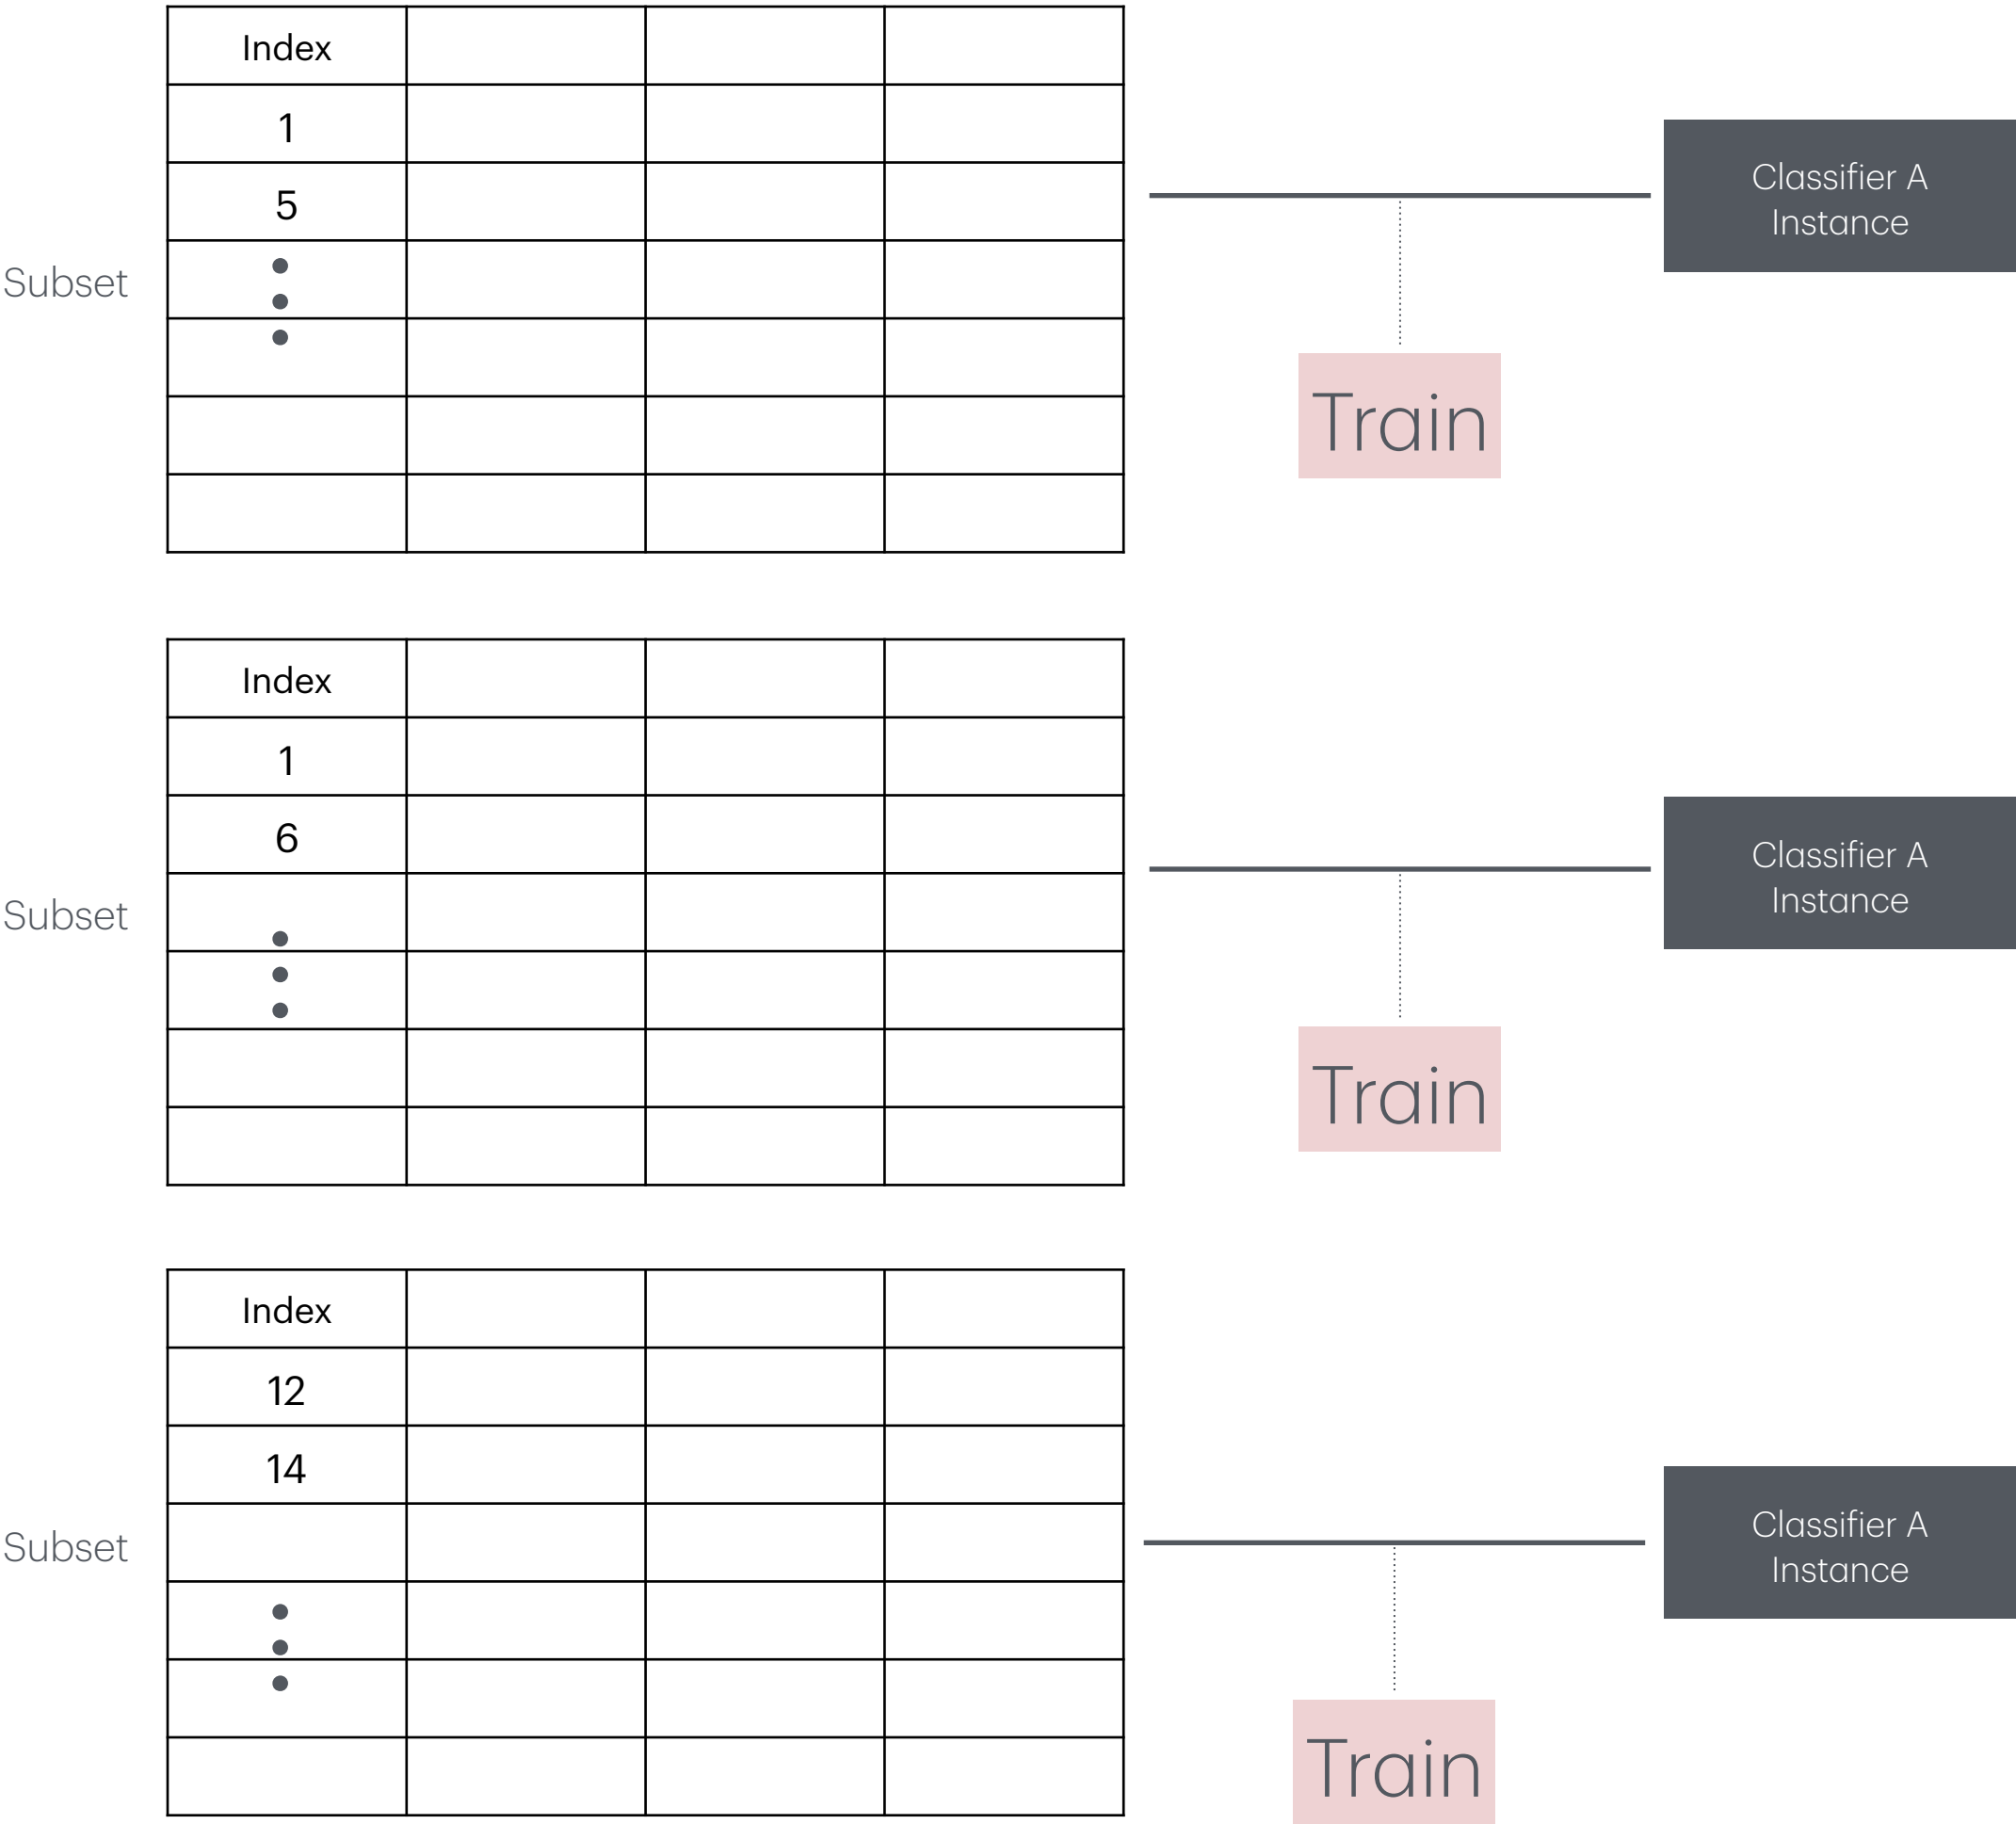 Index
1
5
Subset
Classifier A
Instance
Train
Index
1
6
Subset
Classifier A
Instance
Train
Index
12
14
Subset
Classifier A
Instance
Train